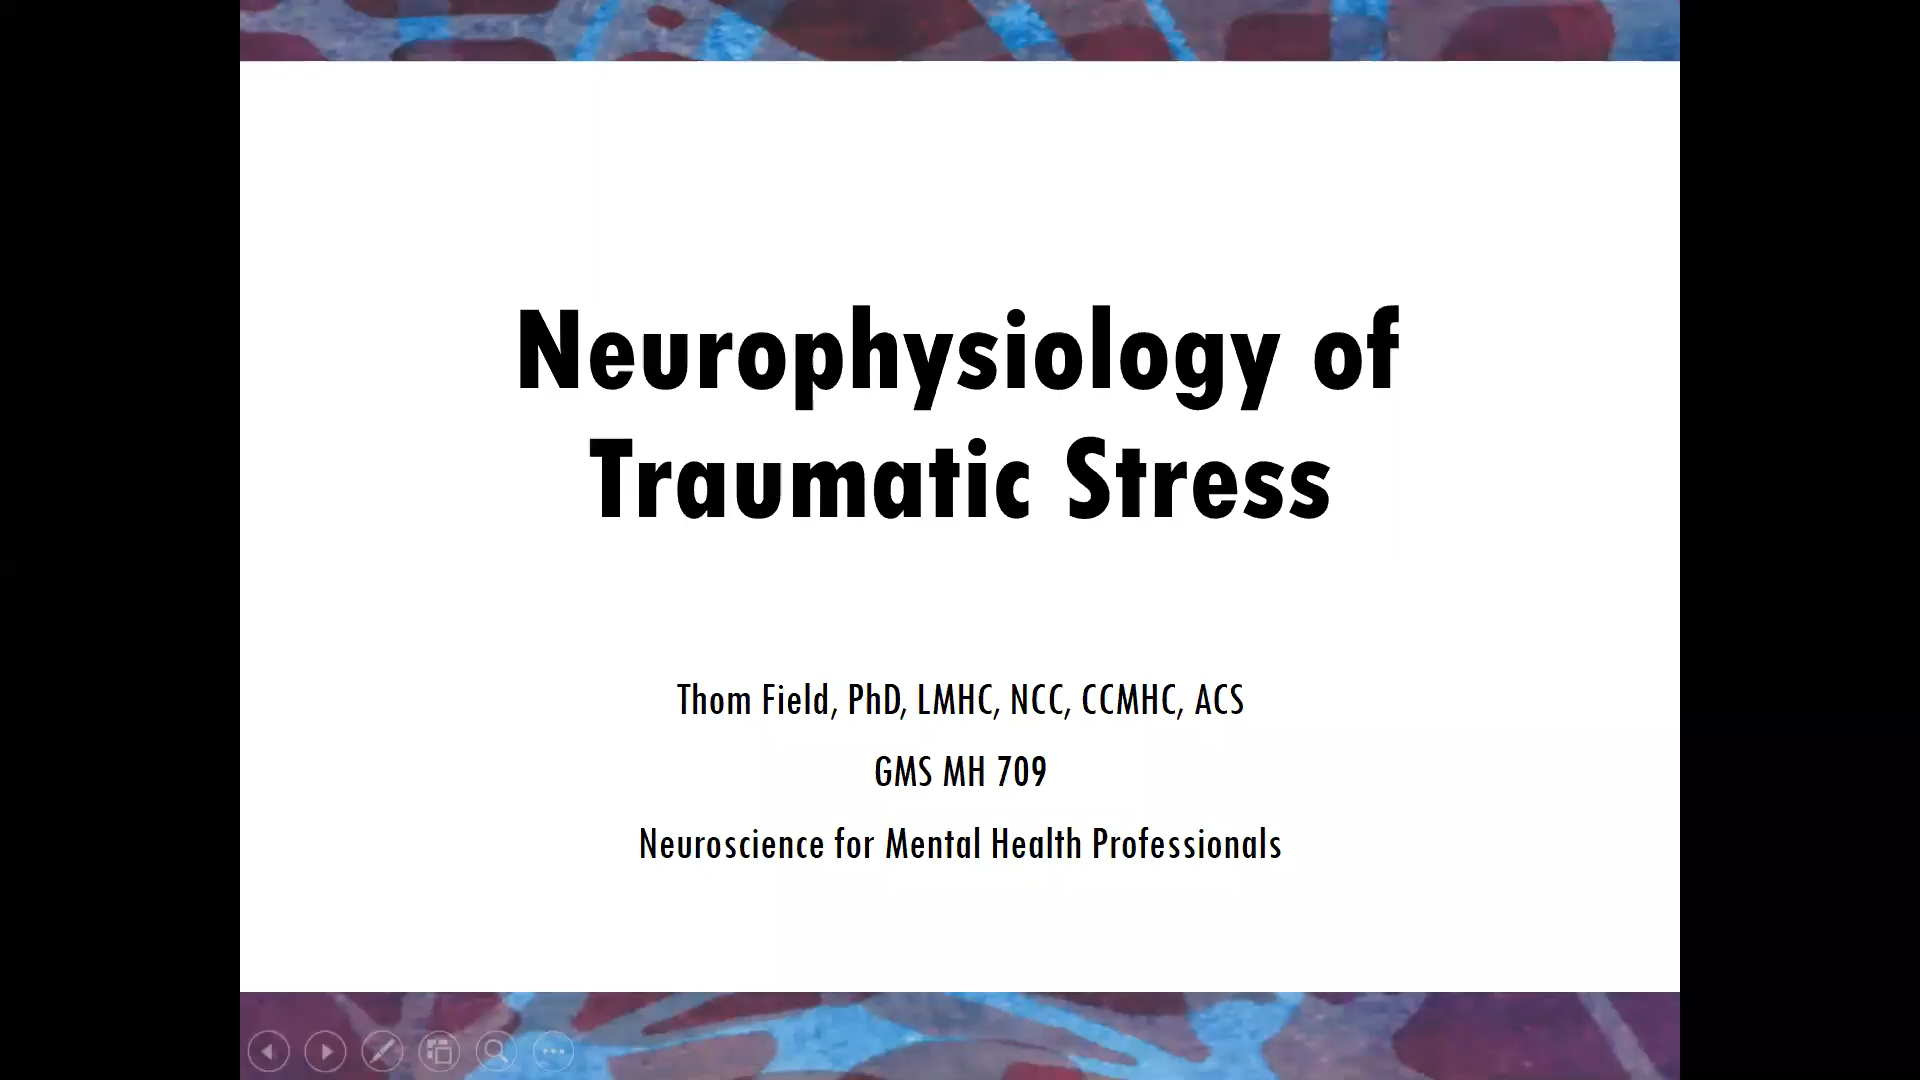 Neurophysiology of
Traumatic Stress
Thom Field, PhD, LMHC, NCC, CCMHC, ACS
GMS MH 709
Neuroscience for Mental Health Professionals